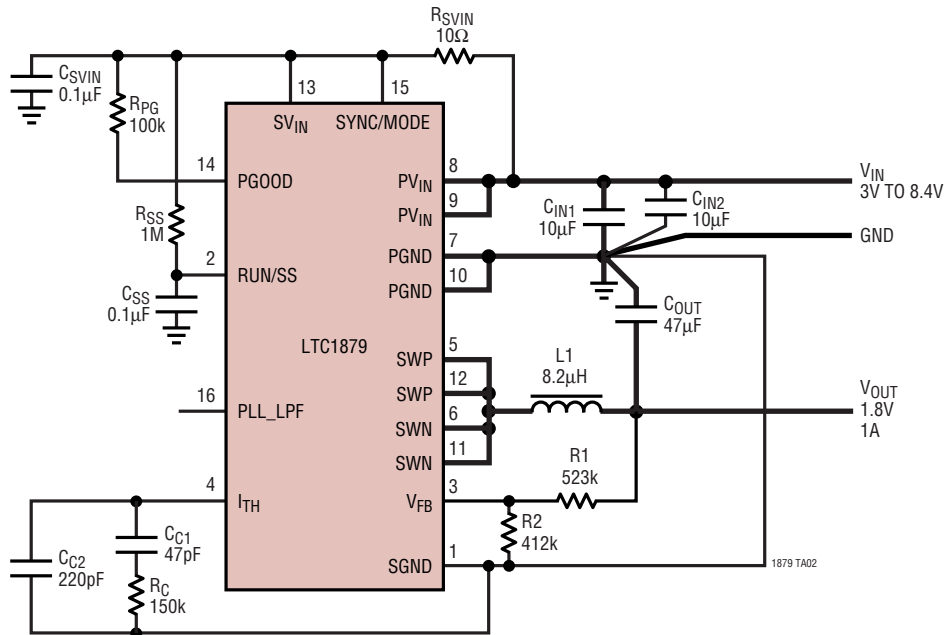 RSVIN
10Ω
CSVIN
0.1µF
RPG
100k
13
15
SVIN
SYNC/MODE
14
PGOOD
8
PVIN
9
PVIN
VIN
3V TO 8.4V
CIN1
10µF
CIN2
10µF
GND
RSS
1M
7
PGND
10
PGND
2
RUN/SS
CSS
0.1µF
COUT
47µF
LTC1879
5
SWP
12
SWP
6
SWN
11
SWN
L1
8.2µH
VOUT
1.8V
1A
16
PLL_LPF
R1
523k
4
ITH
3
VFB
R2
412k
1
SGND
CC1
47pF
CC2
220pF
RC
150k
1879 TA02